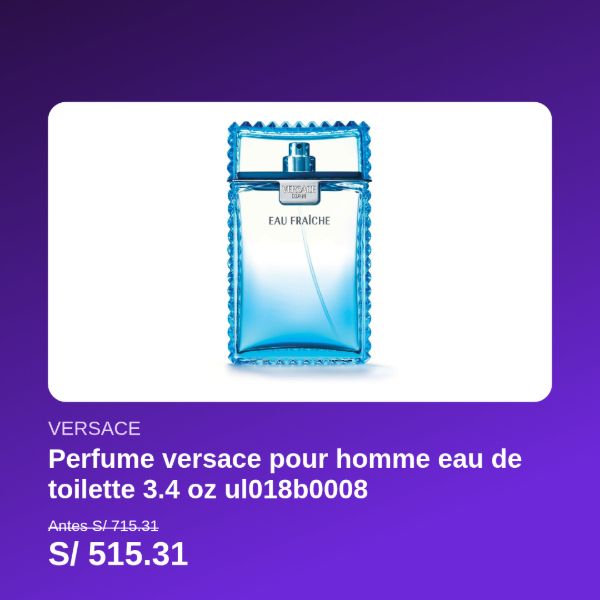 VERSACE
EAU FRAÎCHE
VERSACE
Perfume versace pour homme eau de
toilette 3.4 oz ul018b0008
Antes S/ 715.31
S/ 515.31